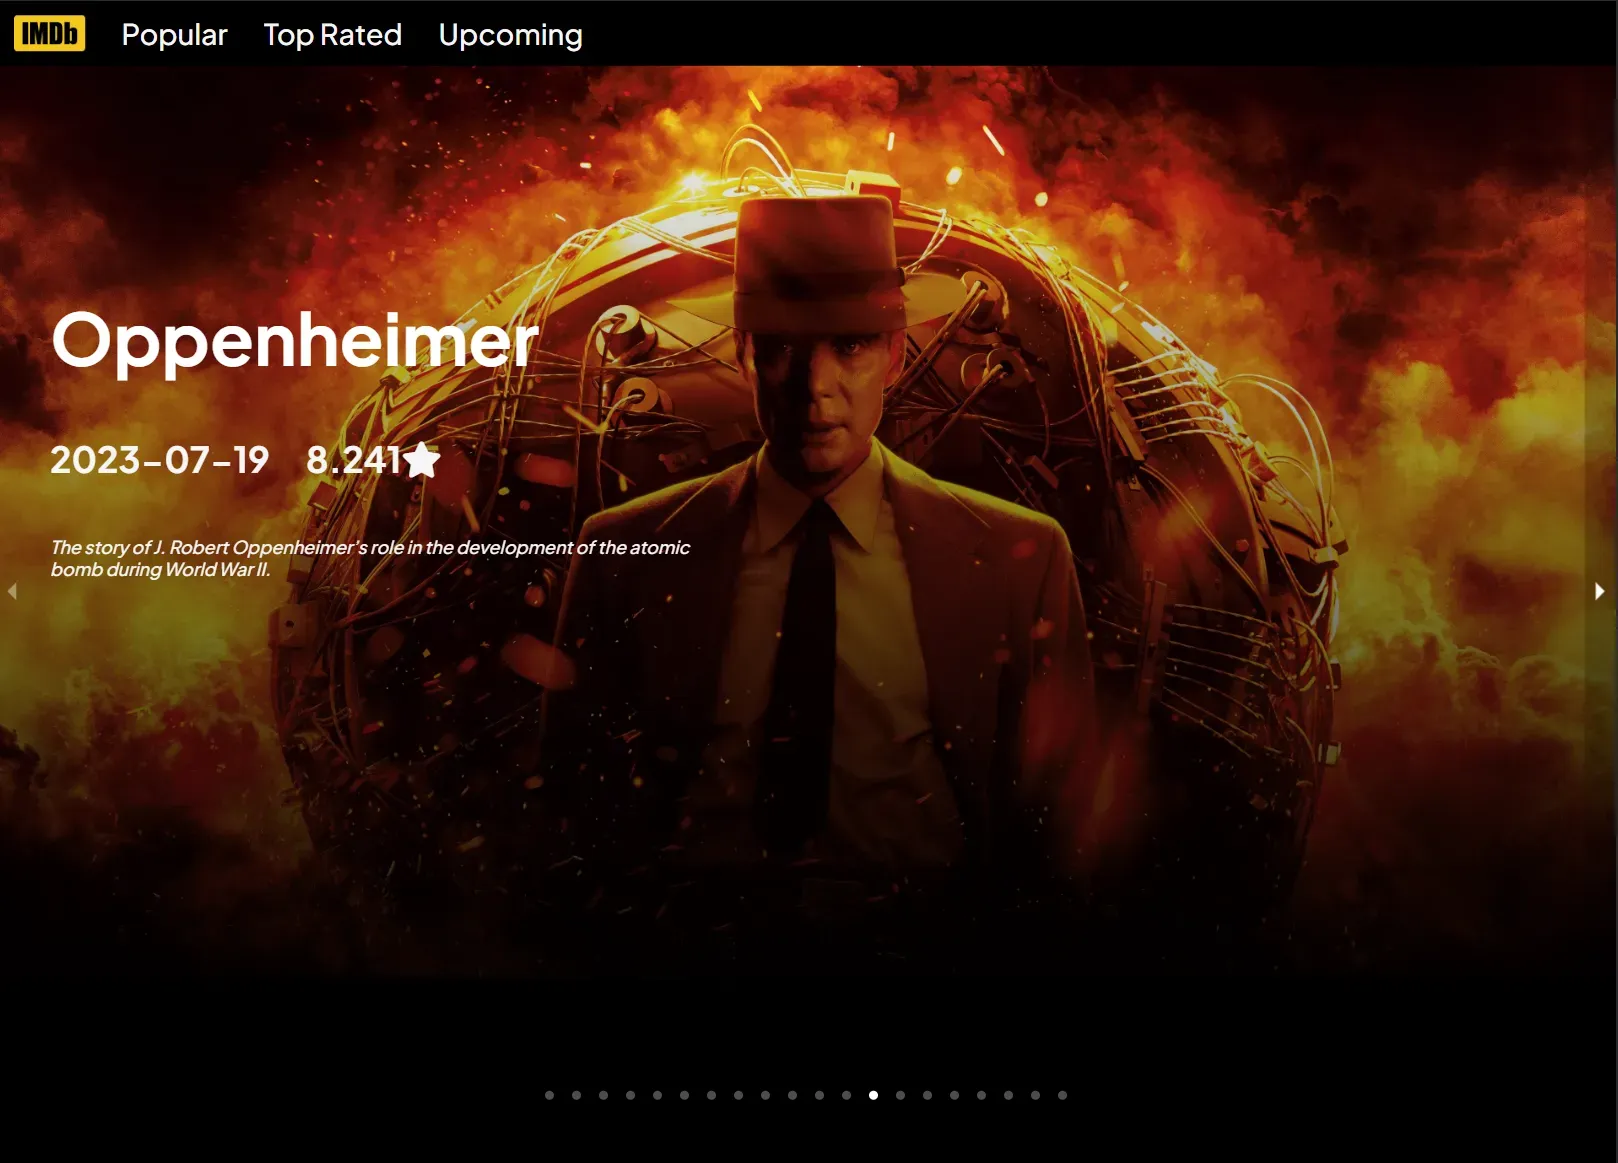 IMDb Popular Top Rated Upcoming
Oppenheimer
2023-07-19 8.241
The story of J. Robert Oppenheimer's role in the development of the atomic
bomb during World War II.